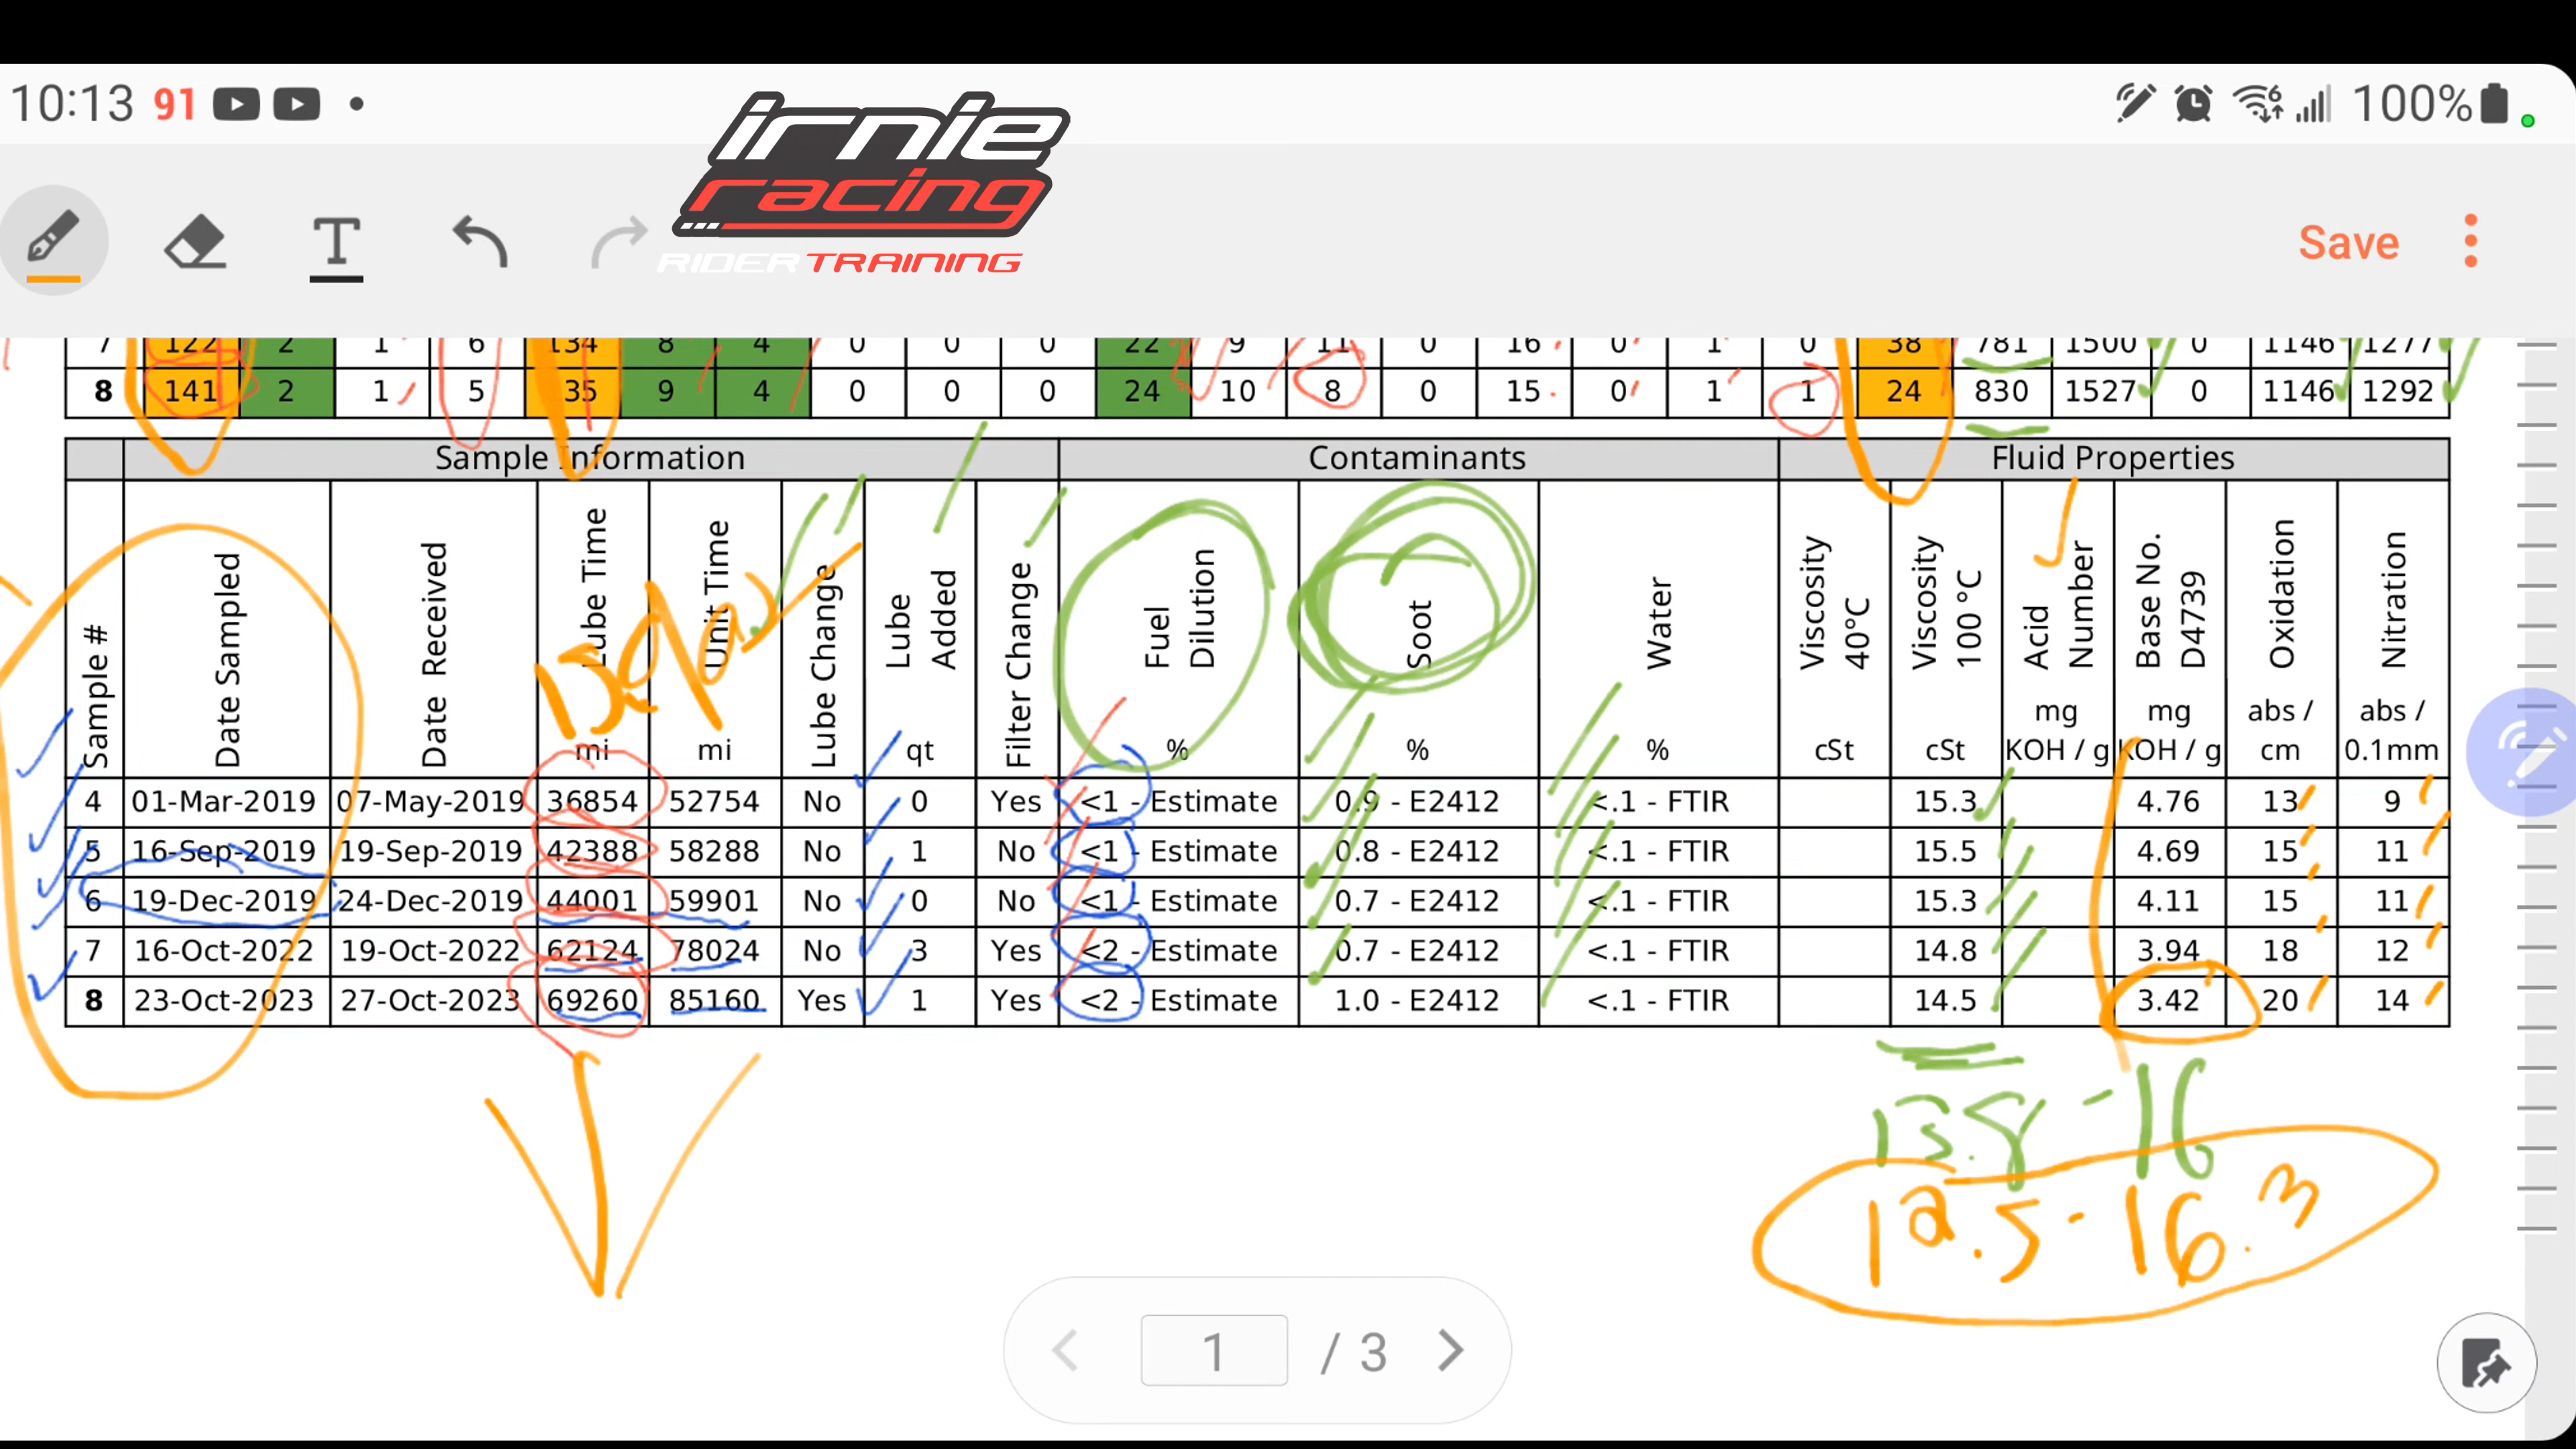 10:13 91 100%
irnie
racing
RIDER TRAINING
Save
7 122 2 1 6 134 8 4 0 0 0 22 9 11 0 16 0 1 0 38 781 1500 0 1146 1277
8 141 2 1 5 135 9 4 0 0 0 24 10 8 0 15 0 1 1 24 830 1527 0 1146 1292
Sample Information Contaminants Fluid Properties
Sample # Date Sampled Date Received Lube Time mi Unit Time mi Lube Change Lube Added qt Filter Change Fuel Dilution % Soot % Water % Viscosity 40°C cSt Viscosity 100 °C cSt Acid Number mg KOH / g Base No. D4739 mg KOH / g Oxidation abs / cm Nitration abs / 0.1mm
4 01-Mar-2019 07-May-2019 36854 52754 No 0 Yes <1 - Estimate 0.9 - E2412 <.1 - FTIR 15.3 4.76 13 9
5 16-Sep-2019 19-Sep-2019 42388 58288 No 1 No <1 - Estimate 0.8 - E2412 <.1 - FTIR 15.5 4.69 15 11
6 19-Dec-2019 24-Dec-2019 44001 59901 No 0 No <1 - Estimate 0.7 - E2412 <.1 - FTIR 15.3 4.11 15 11
7 16-Oct-2022 19-Oct-2022 62124 78024 No 3 Yes <2 - Estimate 0.7 - E2412 <.1 - FTIR 14.8 3.94 18 12
8 23-Oct-2023 27-Oct-2023 69260 85160 Yes 1 Yes <2 - Estimate 1.0 - E2412 <.1 - FTIR 14.5 3.42 20 14
13.8 - 16
12.5 - 16.3
1 / 3